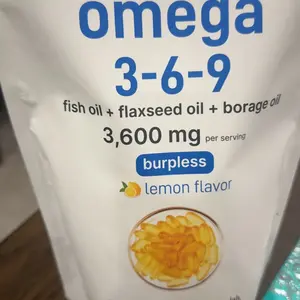 omega
3-6-9
fish oil + flaxseed oil + borage oil
3,600 mg per serving
burpless
lemon flavor